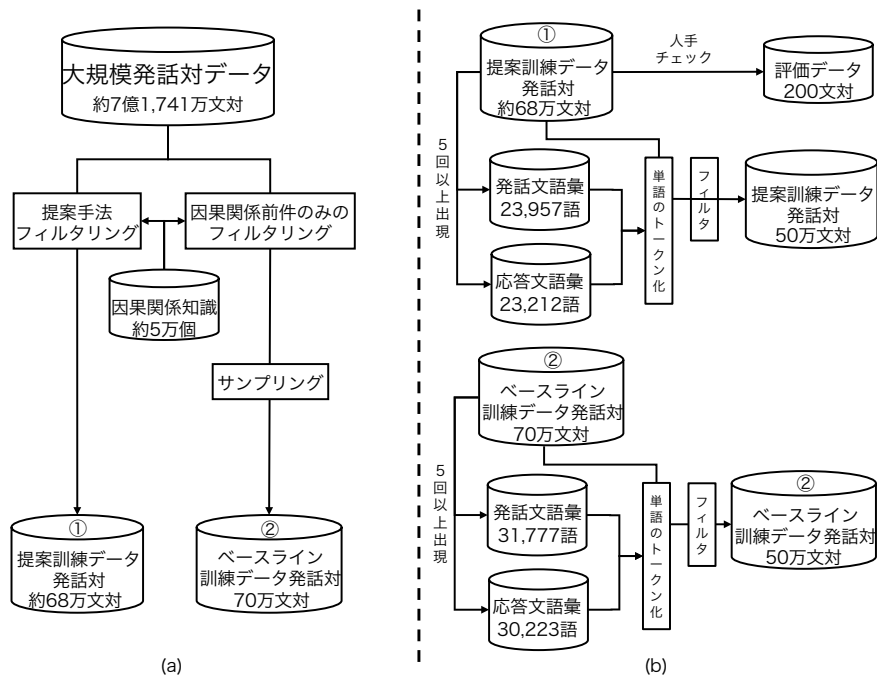 大規模発話対データ
約7億1,741万文対
提案手法
フィルタリング
因果関係前件のみの
フィルタリング
因果関係知識
約5万個
サンプリング
①
提案訓練データ
発話対
約68万文対
②
ベースライン
訓練データ発話対
70万文対
(a)
①
提案訓練データ
発話対
約68万文対
人手
チェック
評価データ
200文対
5回以上出現
発話文語彙
23,957語
応答文語彙
23,212語
単語のトークン化
フィルタ
提案訓練データ
発話対
50万文対
②
ベースライン
訓練データ発話対
70万文対
5回以上出現
発話文語彙
31,777語
応答文語彙
30,223語
単語のトークン化
フィルタ
②
ベースライン
訓練データ発話対
50万文対
(b)